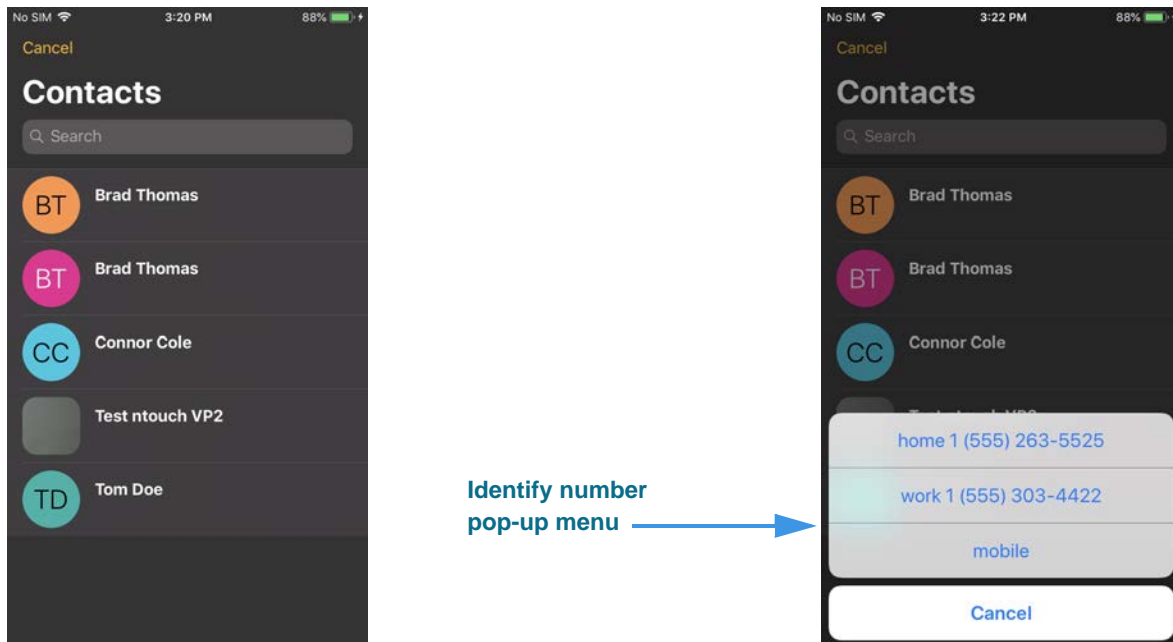 No SIM 3:20 PM 88%
Cancel
Contacts
Search
BT Brad Thomas
BT Brad Thomas
CC Connor Cole
Test ntouch VP2
TD Tom Doe
Identify number
pop-up menu
No SIM 3:22 PM 88%
Cancel
Contacts
Search
BT Brad Thomas
BT Brad Thomas
CC Connor Cole
home 1 (555) 263-5525
work 1 (555) 303-4422
mobile
Cancel